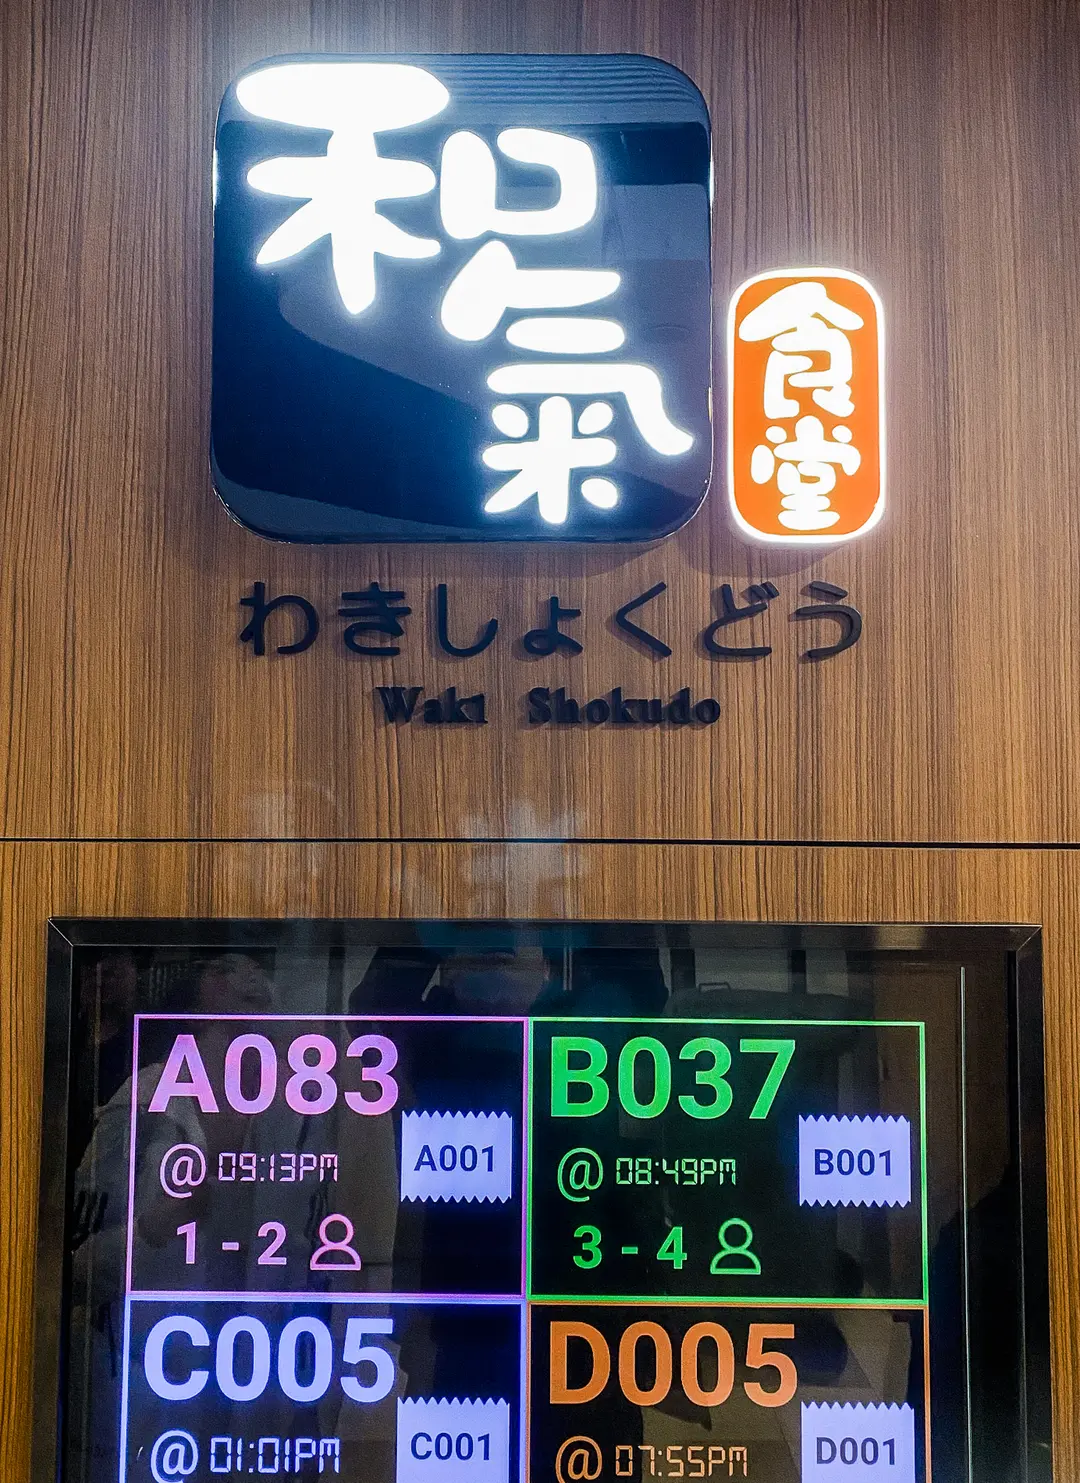 和氣
食堂
わきしょくどう
Waki Shokudo
A083
@ 09:13PM
A001
1 - 2
B037
@ 08:49PM
B001
3 - 4
C005
@ 01:01PM
C001
D005
@ 07:55PM
D001